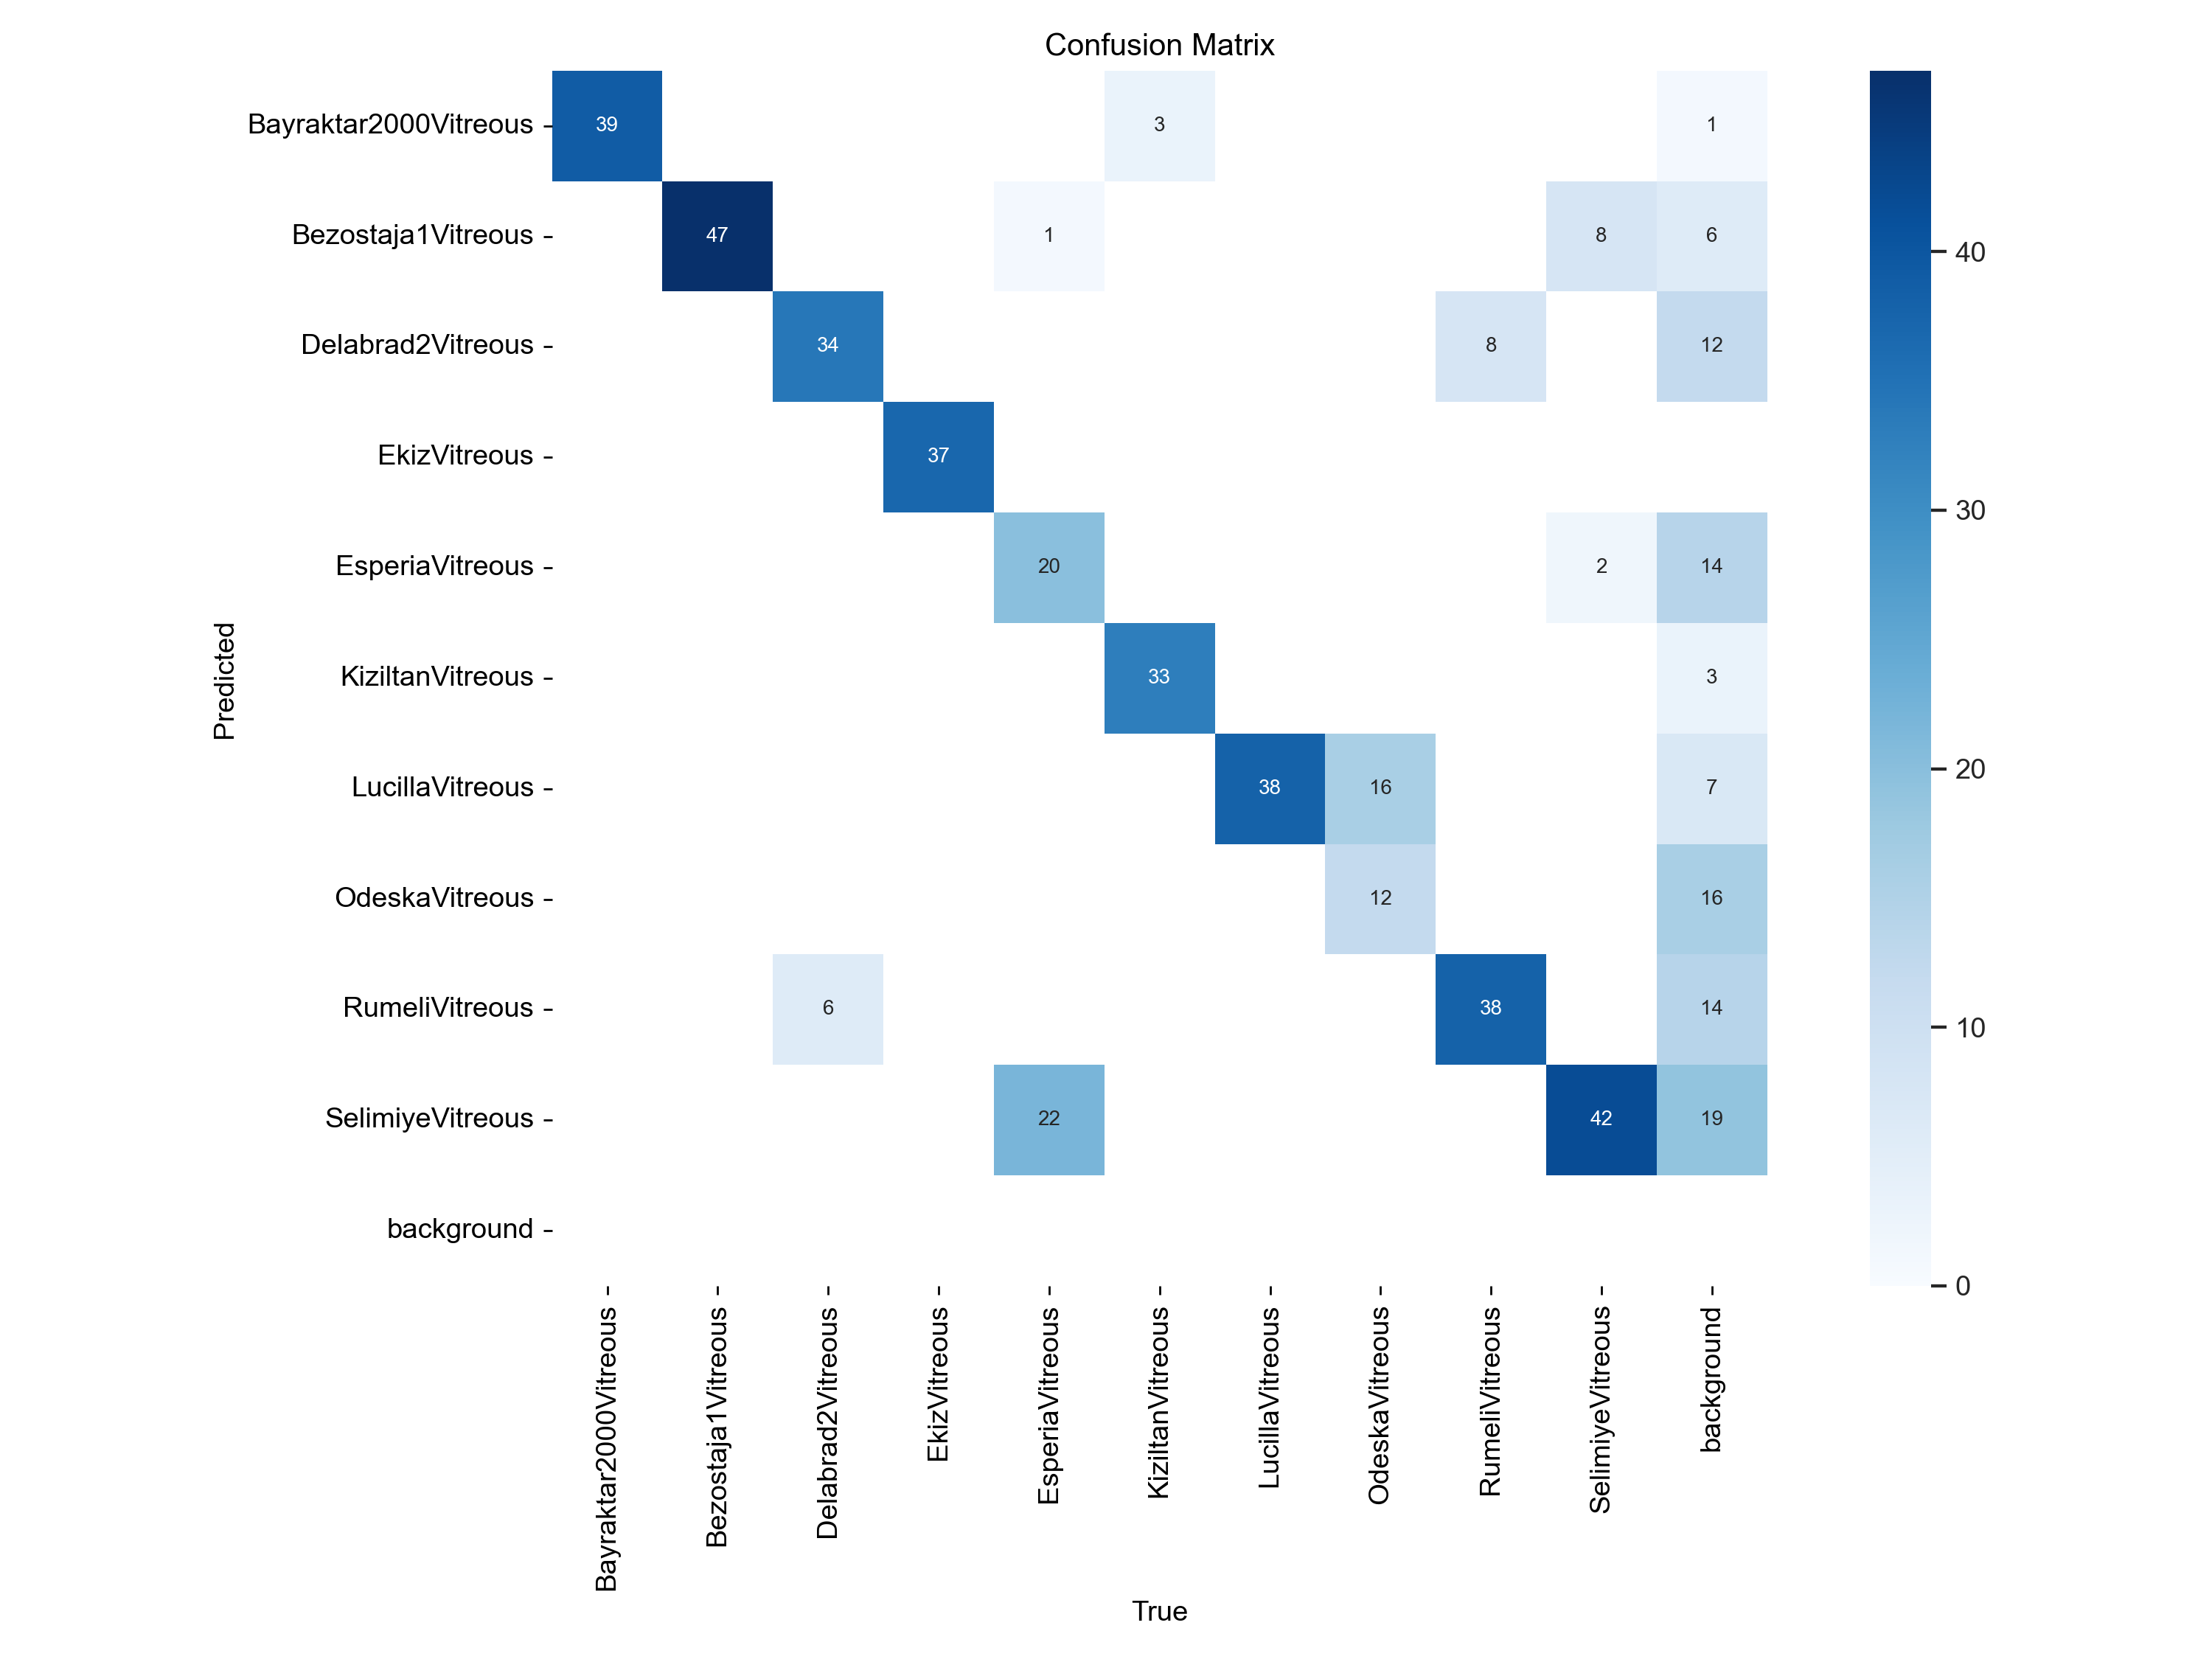 Confusion Matrix
Bayraktar2000Vitreous 39 3 1
Bezostaja1Vitreous 47 1 8 6
40
Delabrad2Vitreous 34 8 12
EkizVitreous 37
30
EsperiaVitreous 20 2 14
Predicted
KiziltanVitreous 33 3
20
LucillaVitreous 38 16 7
OdeskaVitreous 12 16
RumeliVitreous 6 38 14
10
SelimiyeVitreous 22 42 19
background
0
Bayraktar2000Vitreous
Bezostaja1Vitreous
Delabrad2Vitreous
EkizVitreous
EsperiaVitreous
KiziltanVitreous
LucillaVitreous
OdeskaVitreous
RumeliVitreous
SelimiyeVitreous
background
True